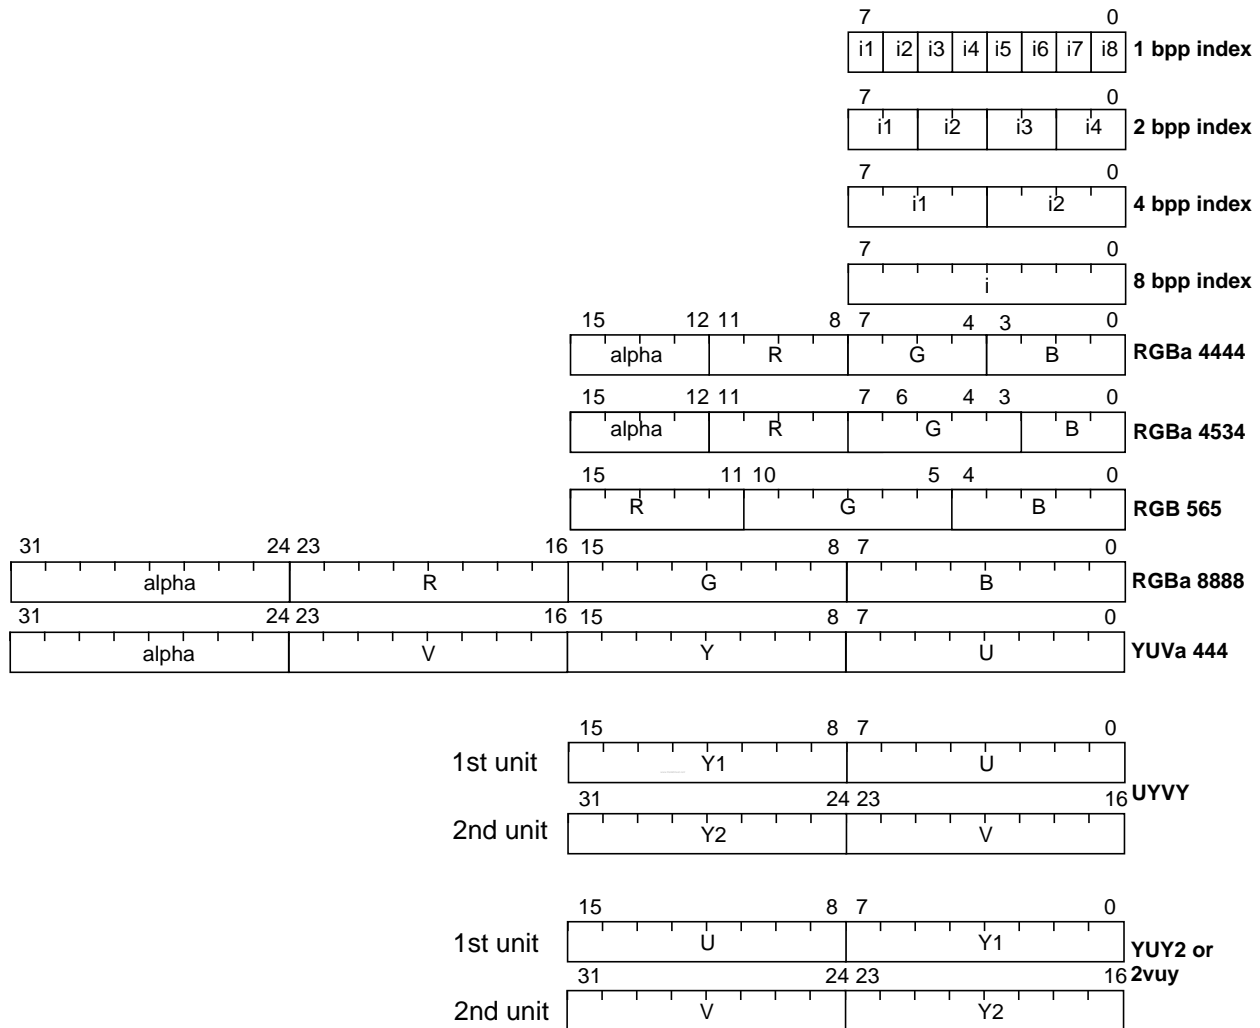 7 0
i1 i2 i3 i4 i5 i6 i7 i8 1 bpp index
7 0
i1 i2 i3 i4 2 bpp index
7 0
i1 i2 4 bpp index
7 0
i 8 bpp index
15 12 11 8 7 4 3 0
alpha R G B RGBa 4444
15 12 11 7 6 4 3 0
alpha R G B RGBa 4534
15 11 10 5 4 0
R G B RGB 565
31 24 23 16 15 8 7 0
alpha R G B RGBa 8888
31 24 23 16 15 8 7 0
alpha V Y U YUVa 444
15 8 7 0
1st unit Y1 U
UYVY
31 24 23 16
2nd unit Y2 V
15 8 7 0
1st unit U Y1 YUY2 or
2vuy
31 24 23 16
2nd unit V Y2